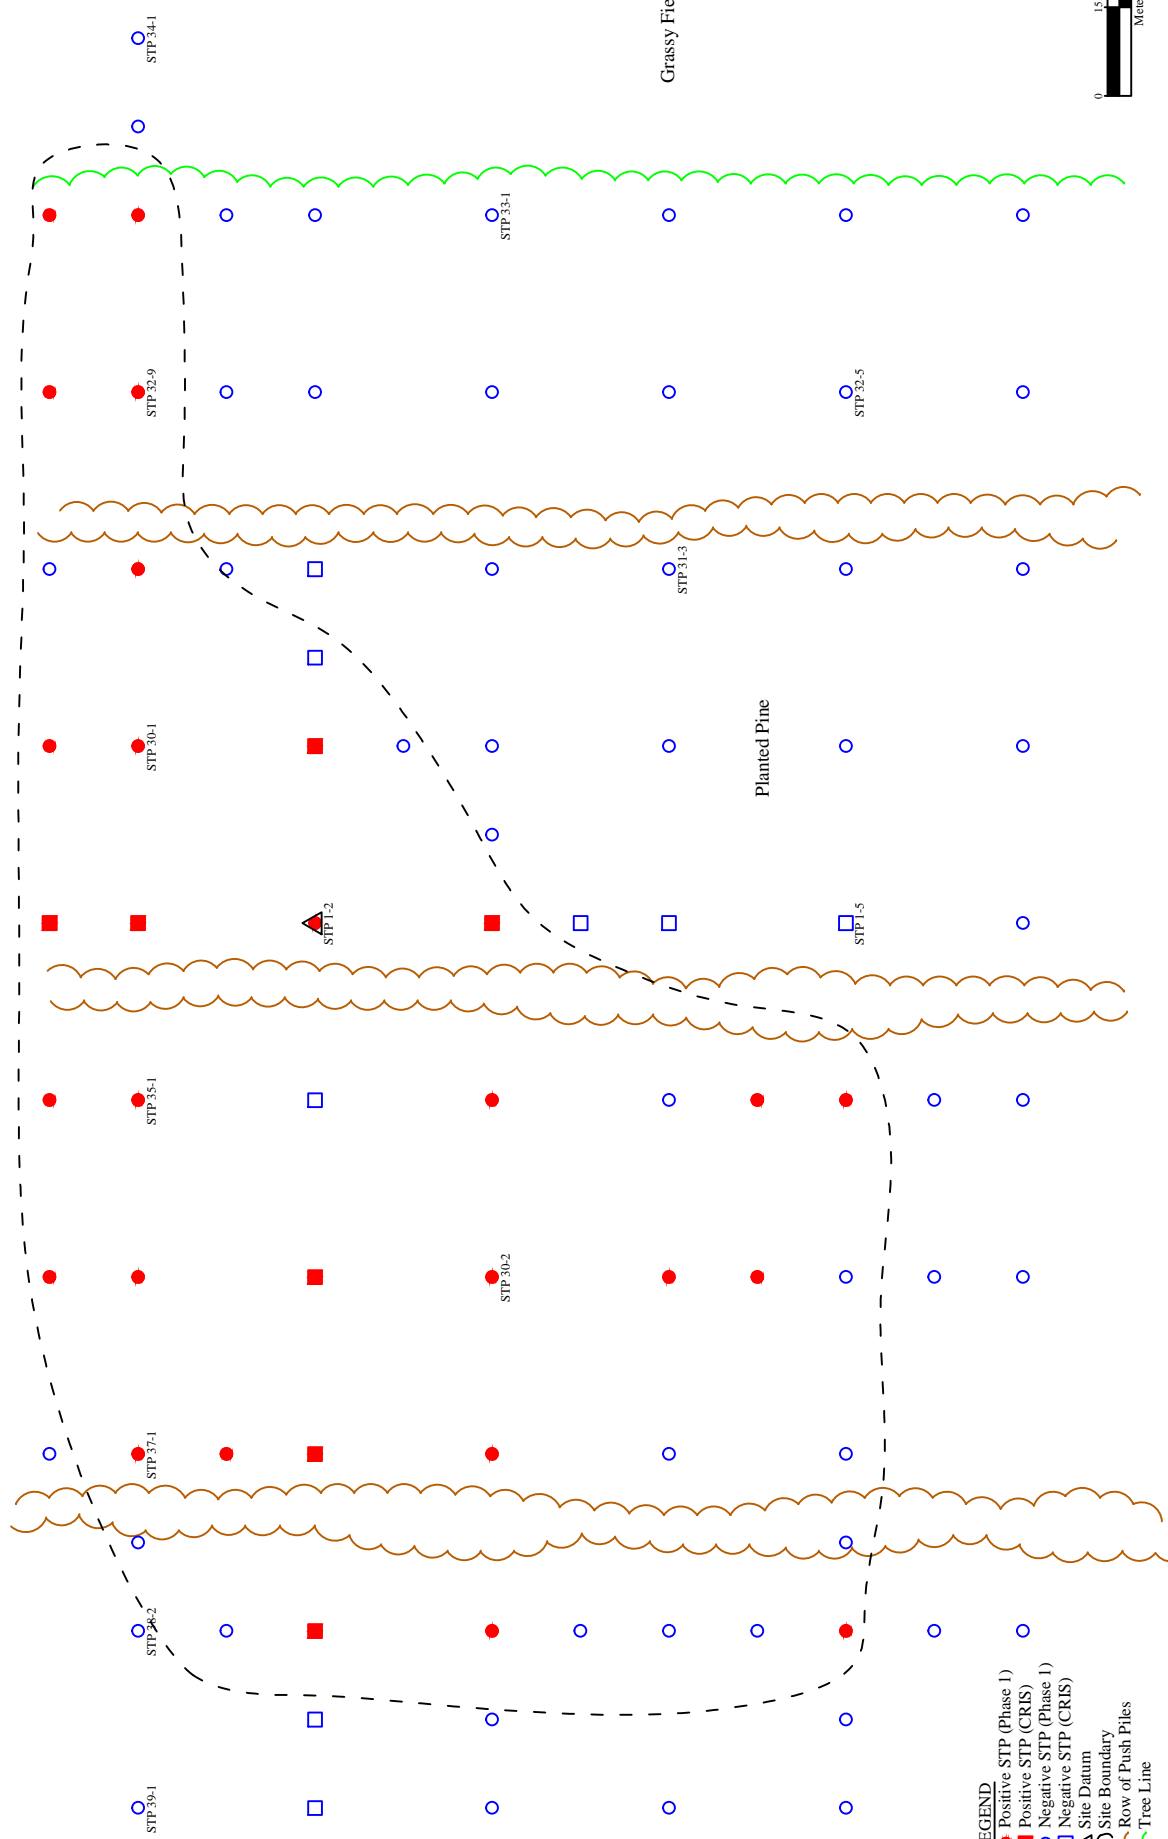 STP 34-1
Grassy Fie
0
15
Mete
STP 33-1
STP 32-9
STP 32-5
STP 31-3
STP 30-1
Planted Pine
STP 1-2
STP 1-5
STP 35-1
STP 30-2
STP 37-1
STP 38-2
STP 39-1
EGEND
Positive STP (Phase 1)
Positive STP (CRIS)
Negative STP (Phase 1)
Negative STP (CRIS)
Site Datum
Site Boundary
Row of Push Piles
Tree Line